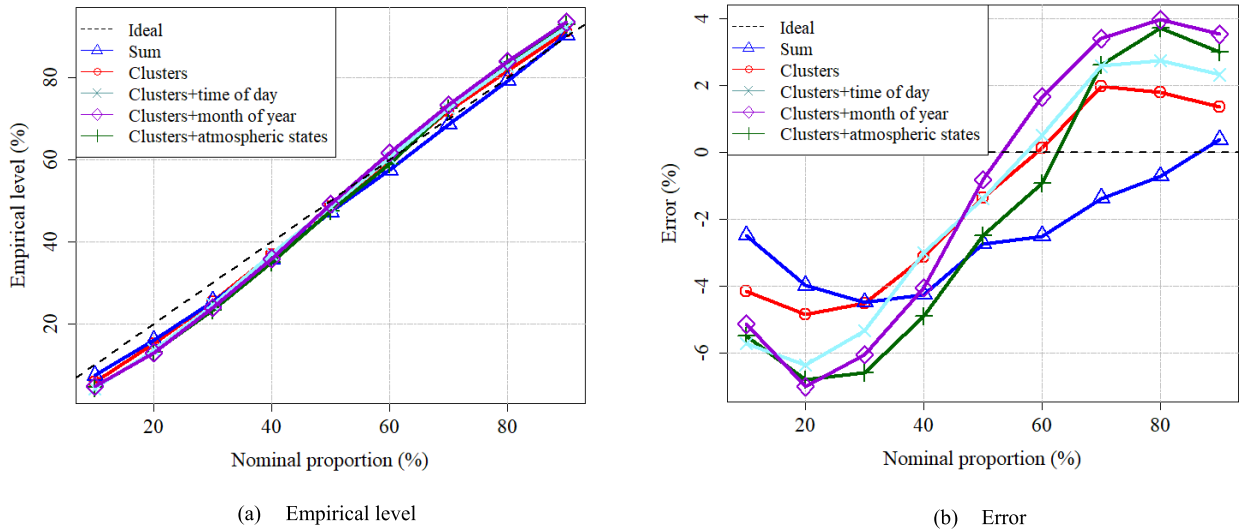 Ideal
Sum
Clusters
Clusters+time of day
Clusters+month of year
Clusters+atmospheric states
Empirical level (%)
80
60
40
20
20 40 60 80
Nominal proportion (%)
(a) Empirical level
Ideal
Sum
Clusters
Clusters+time of day
Clusters+month of year
Clusters+atmospheric states
Error (%)
4
2
0
-2
-4
-6
20 40 60 80
Nominal proportion (%)
(b) Error